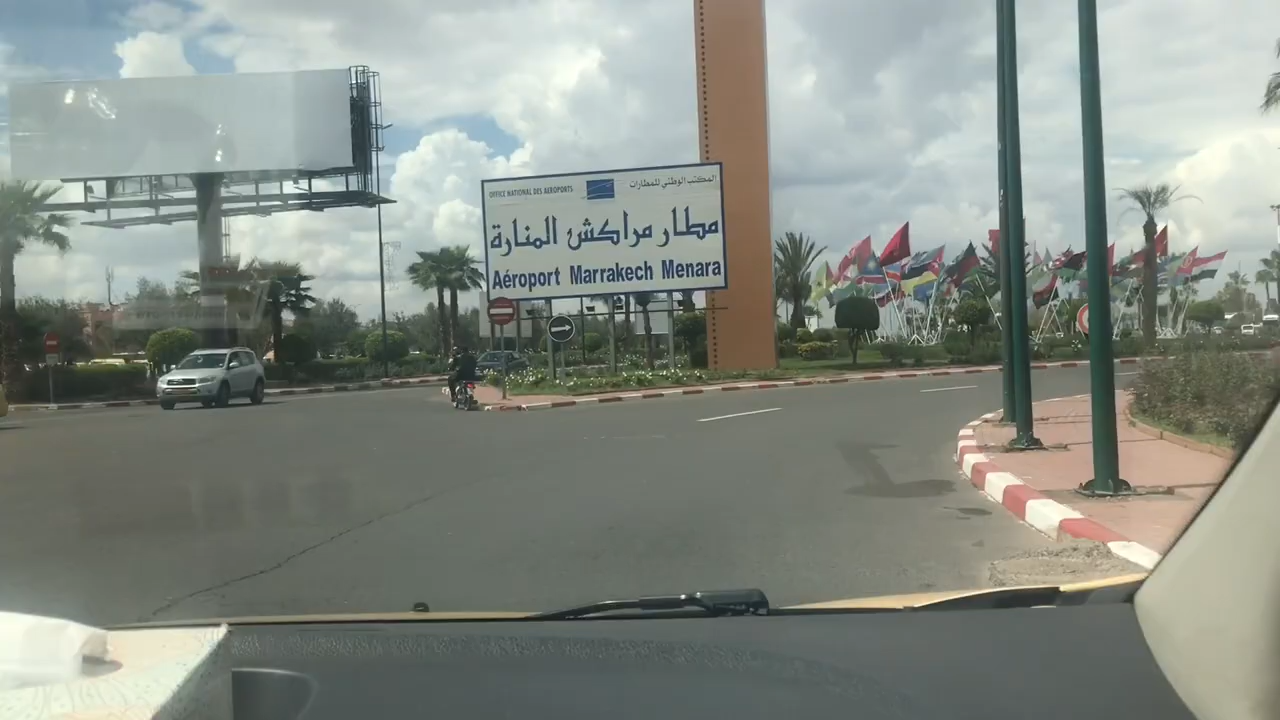 OFFICE NATIONAL DES AEROPORTS المكتب الوطني للمطارات
مطار مراكش المنارة
Aéroport Marrakech Menara